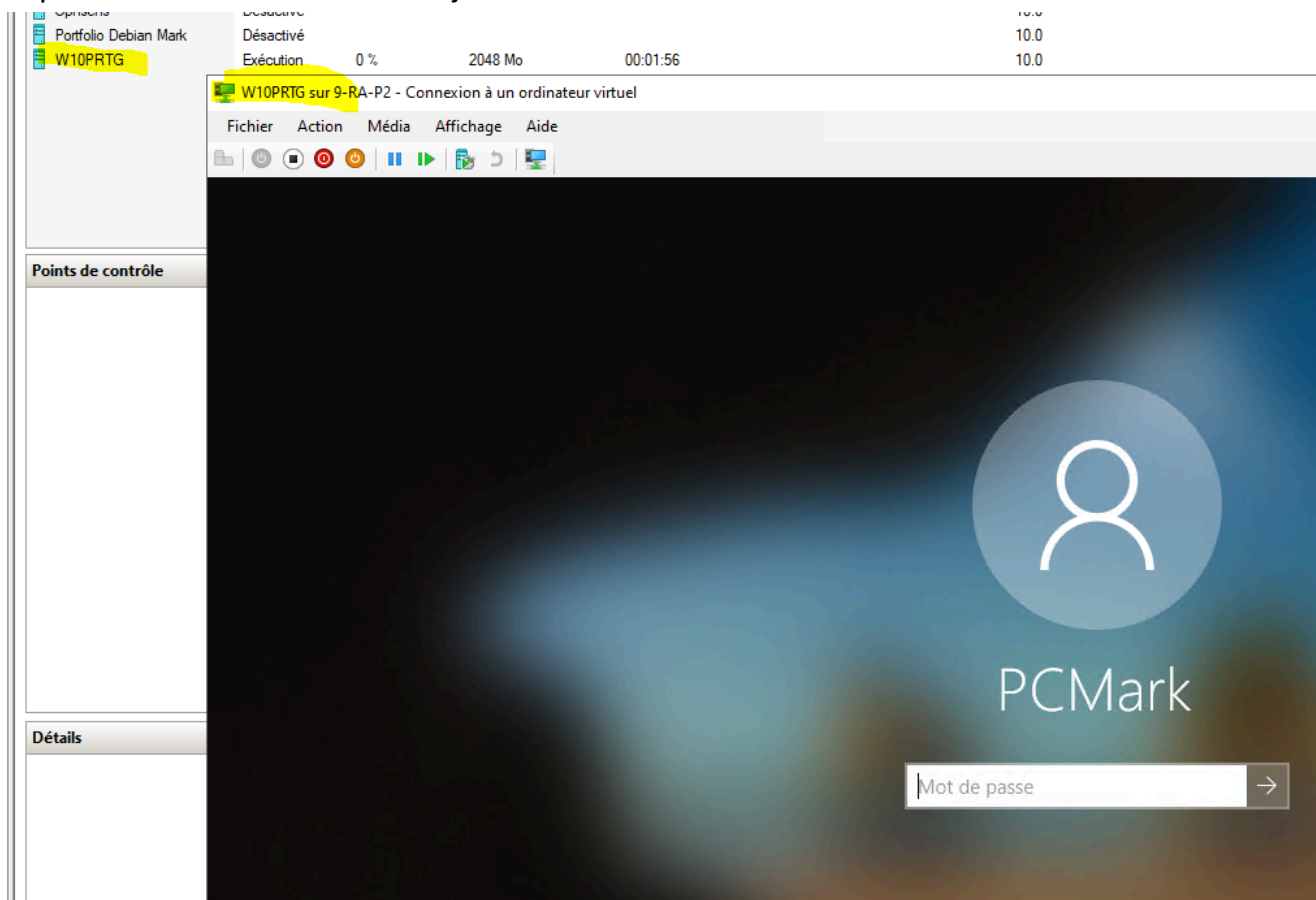 Portfolio Debian Mark Désactivé 10.0
W10PRTG Exécution 0 % 2048 Mo 00:01:56 10.0
W10PRTG sur 9-RA-P2 - Connexion à un ordinateur virtuel
Fichier Action Média Affichage Aide
Points de contrôle
PCMark
Mot de passe
Détails